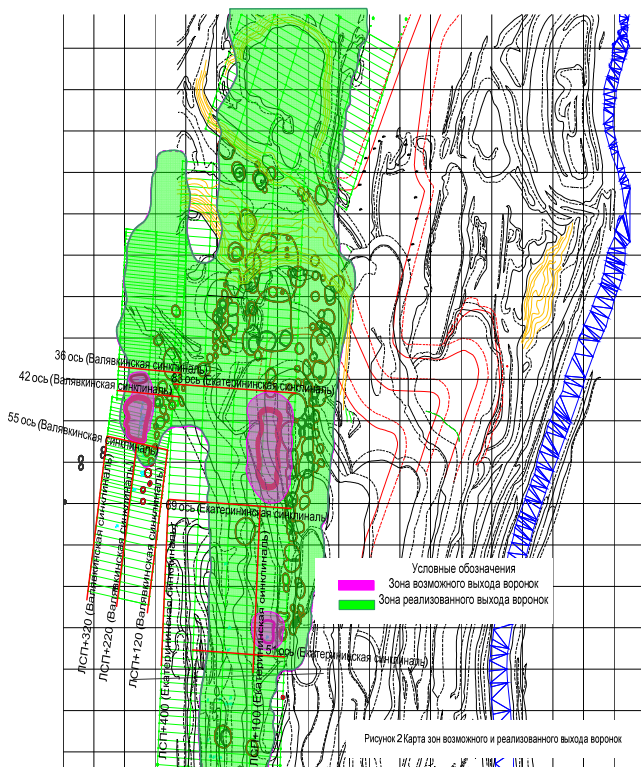 36 ось (Валявкинская синклиналь)
42 ось (Валявкинская синклиналь)
63 ось (Екатерининская синклиналь)
55 ось (Валявкинская синклиналь)
69 ось (Екатерининская синклиналь)
ЛСП+320 (Валявкинская синклиналь)
ЛСП+220 (Валявкинская синклиналь)
ЛСП+120 (Валявкинская синклиналь)
ЛСП+400 (Екатерининская синклиналь)
ЛСП+100 (Екатерининская синклиналь)
Условные обозначения
Зона возможного выхода воронок
Зона реализованного выхода воронок
(Екатерининская синклиналь)
Рисунок 2 Карта зон возможного и реализованного выхода воронок